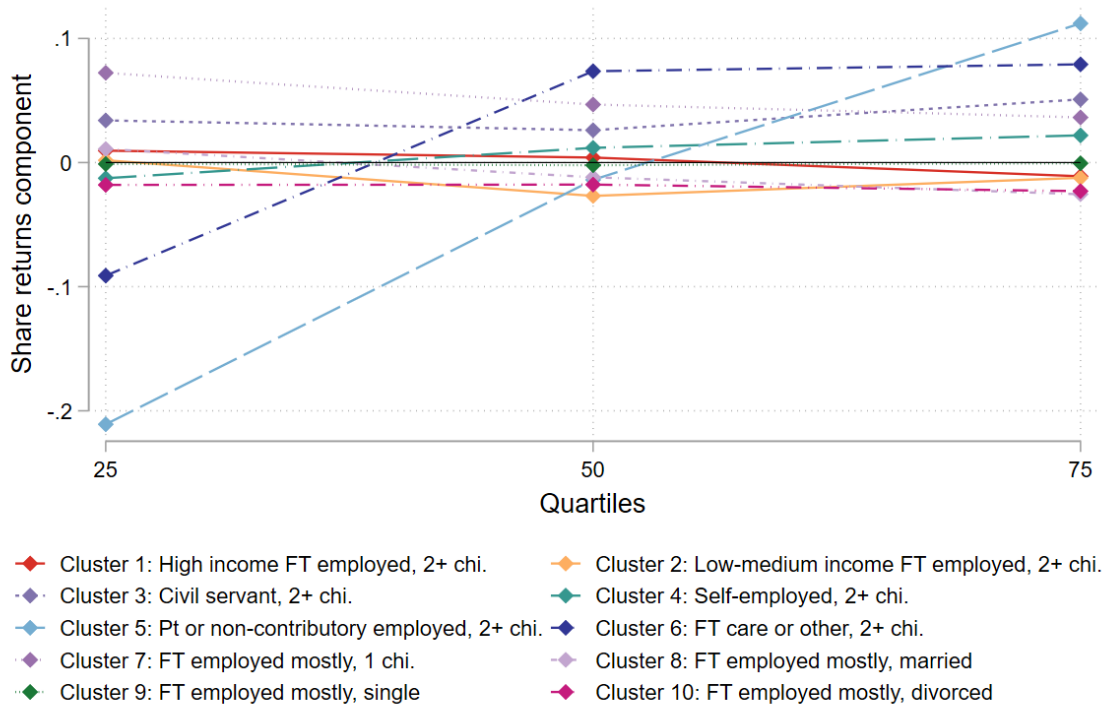 Share returns component
.1
0
-.1
-.2
25 50 75
Quartiles
Cluster 1: High income FT employed, 2+ chi. Cluster 2: Low-medium income FT employed, 2+ chi.
Cluster 3: Civil servant, 2+ chi. Cluster 4: Self-employed, 2+ chi.
Cluster 5: Pt or non-contributory employed, 2+ chi. Cluster 6: FT care or other, 2+ chi.
Cluster 7: FT employed mostly, 1 chi. Cluster 8: FT employed mostly, married
Cluster 9: FT employed mostly, single Cluster 10: FT employed mostly, divorced